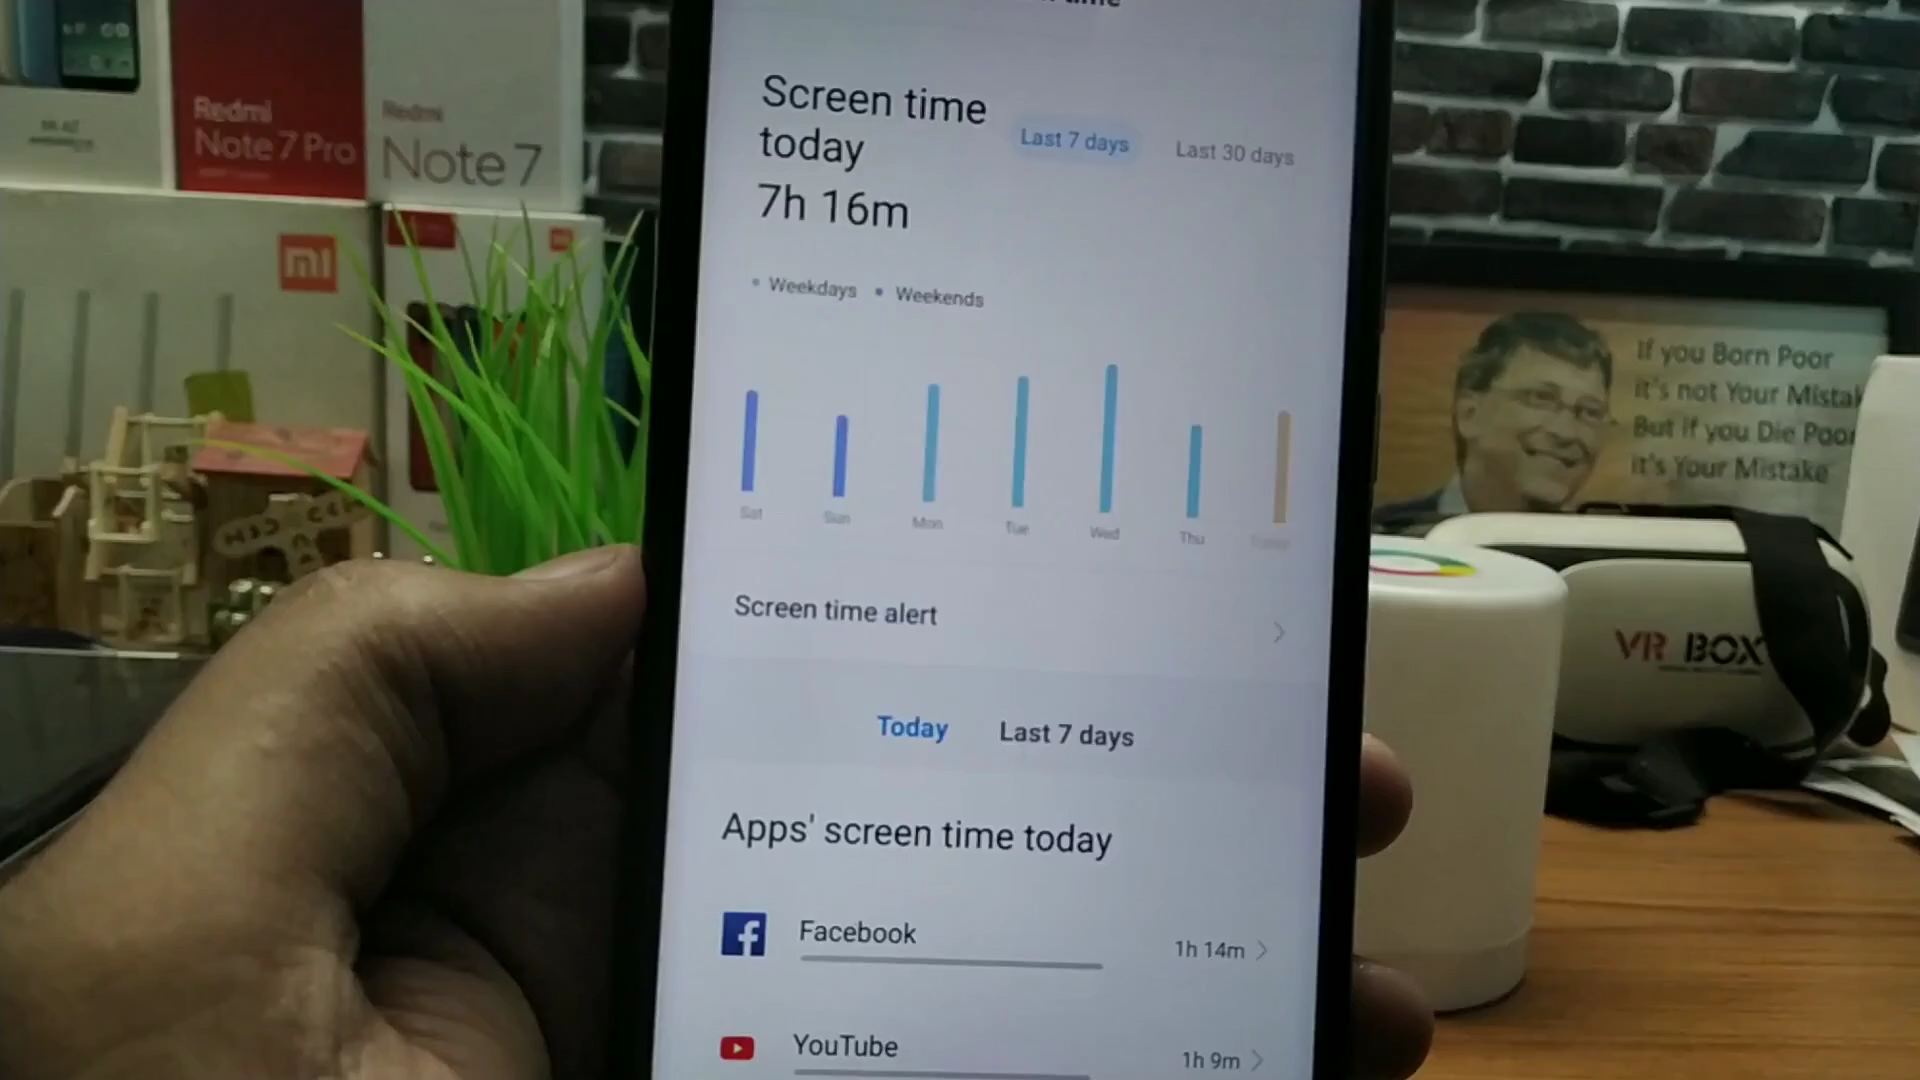 Screen time
today
7h 16m
Last 7 days
Last 30 days
Weekdays
Weekends
Sat
Sun
Mon
Tue
Wed
Thu
Screen time alert
Today
Last 7 days
Apps' screen time today
Facebook
1h 14m
YouTube
1h 9m
Redmi
Note 7 Pro
Redmi
Note 7
mi
If you Born Poor
it's not Your Mistak
But if you Die Poor
it's Your Mistake
VR BOX